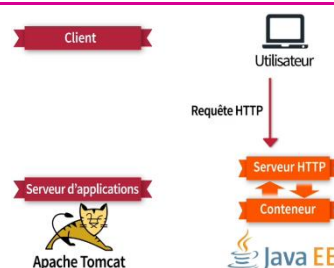 Client
Utilisateur
Requête HTTP
Serveur HTTP
Serveur d'applications
Conteneur
Apache Tomcat
Java EE